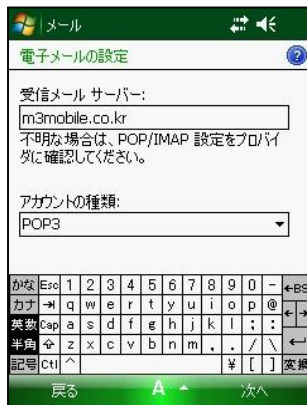 メール
電子メールの設定
受信メール サーバー:
m3mobile.co.kr
不明な場合は、POP/IMAP 設定をプロバイ
ダに確認してください。
アカウントの種類:
POP3
かな Esc 1 2 3 4 5 6 7 8 9 0 - ←BS
カナ →| q w e r t y u i o p @
英数 Cap a s d f g h j k l ; : ← →
半角 ⇧ z x c v b n m , . / \ ↵
記号 Ctl ^ ¥ [ ] 変換
戻る A 次へ